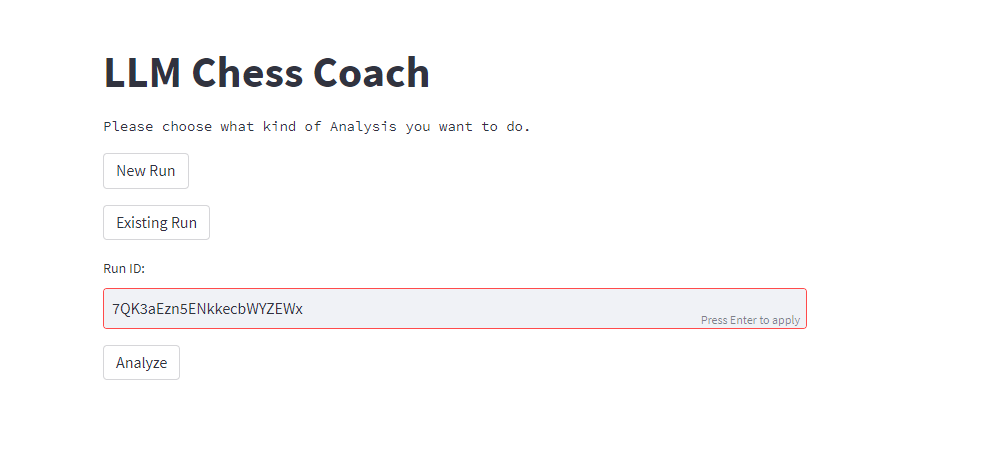 LLM Chess Coach
Please choose what kind of Analysis you want to do.
New Run
Existing Run
Run ID:
7QK3aEzn5ENkkecbWYZEWx
Press Enter to apply
Analyze